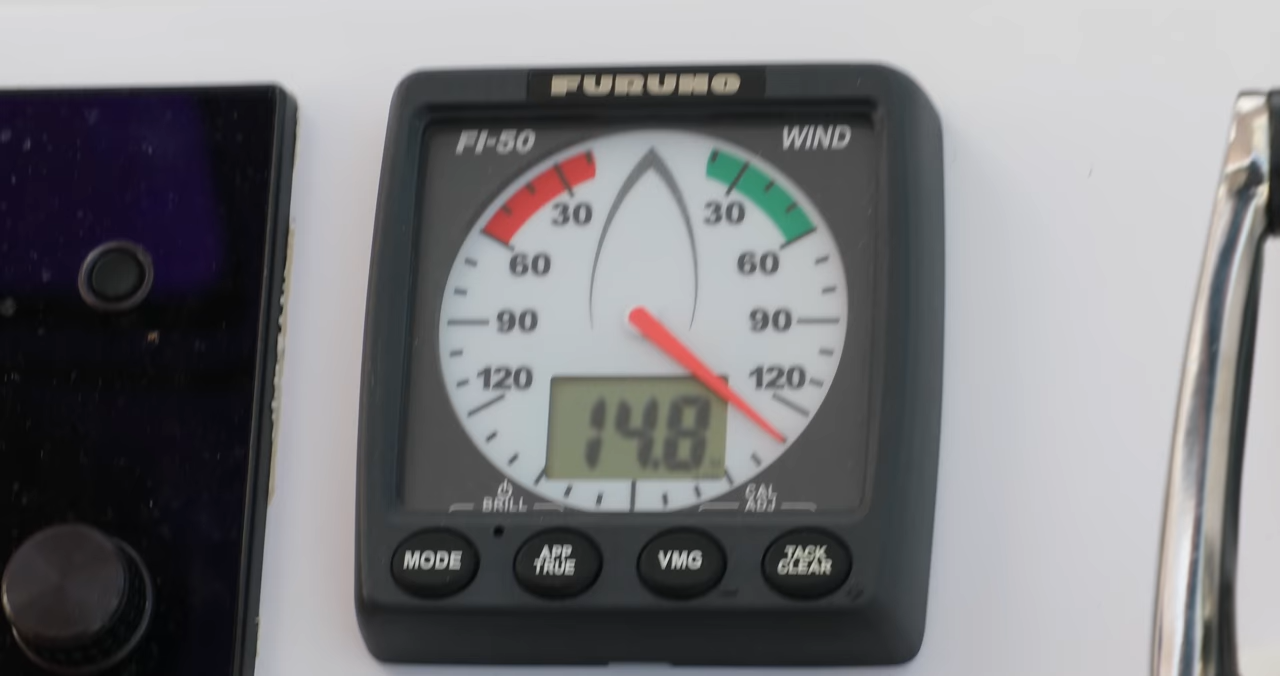 FURUNO
FI-50 WIND
30 30
60 60
90 90
120 120
14.8
BRILL CAL ADJ
MODE APP TRUE VMG TACK CLEAR